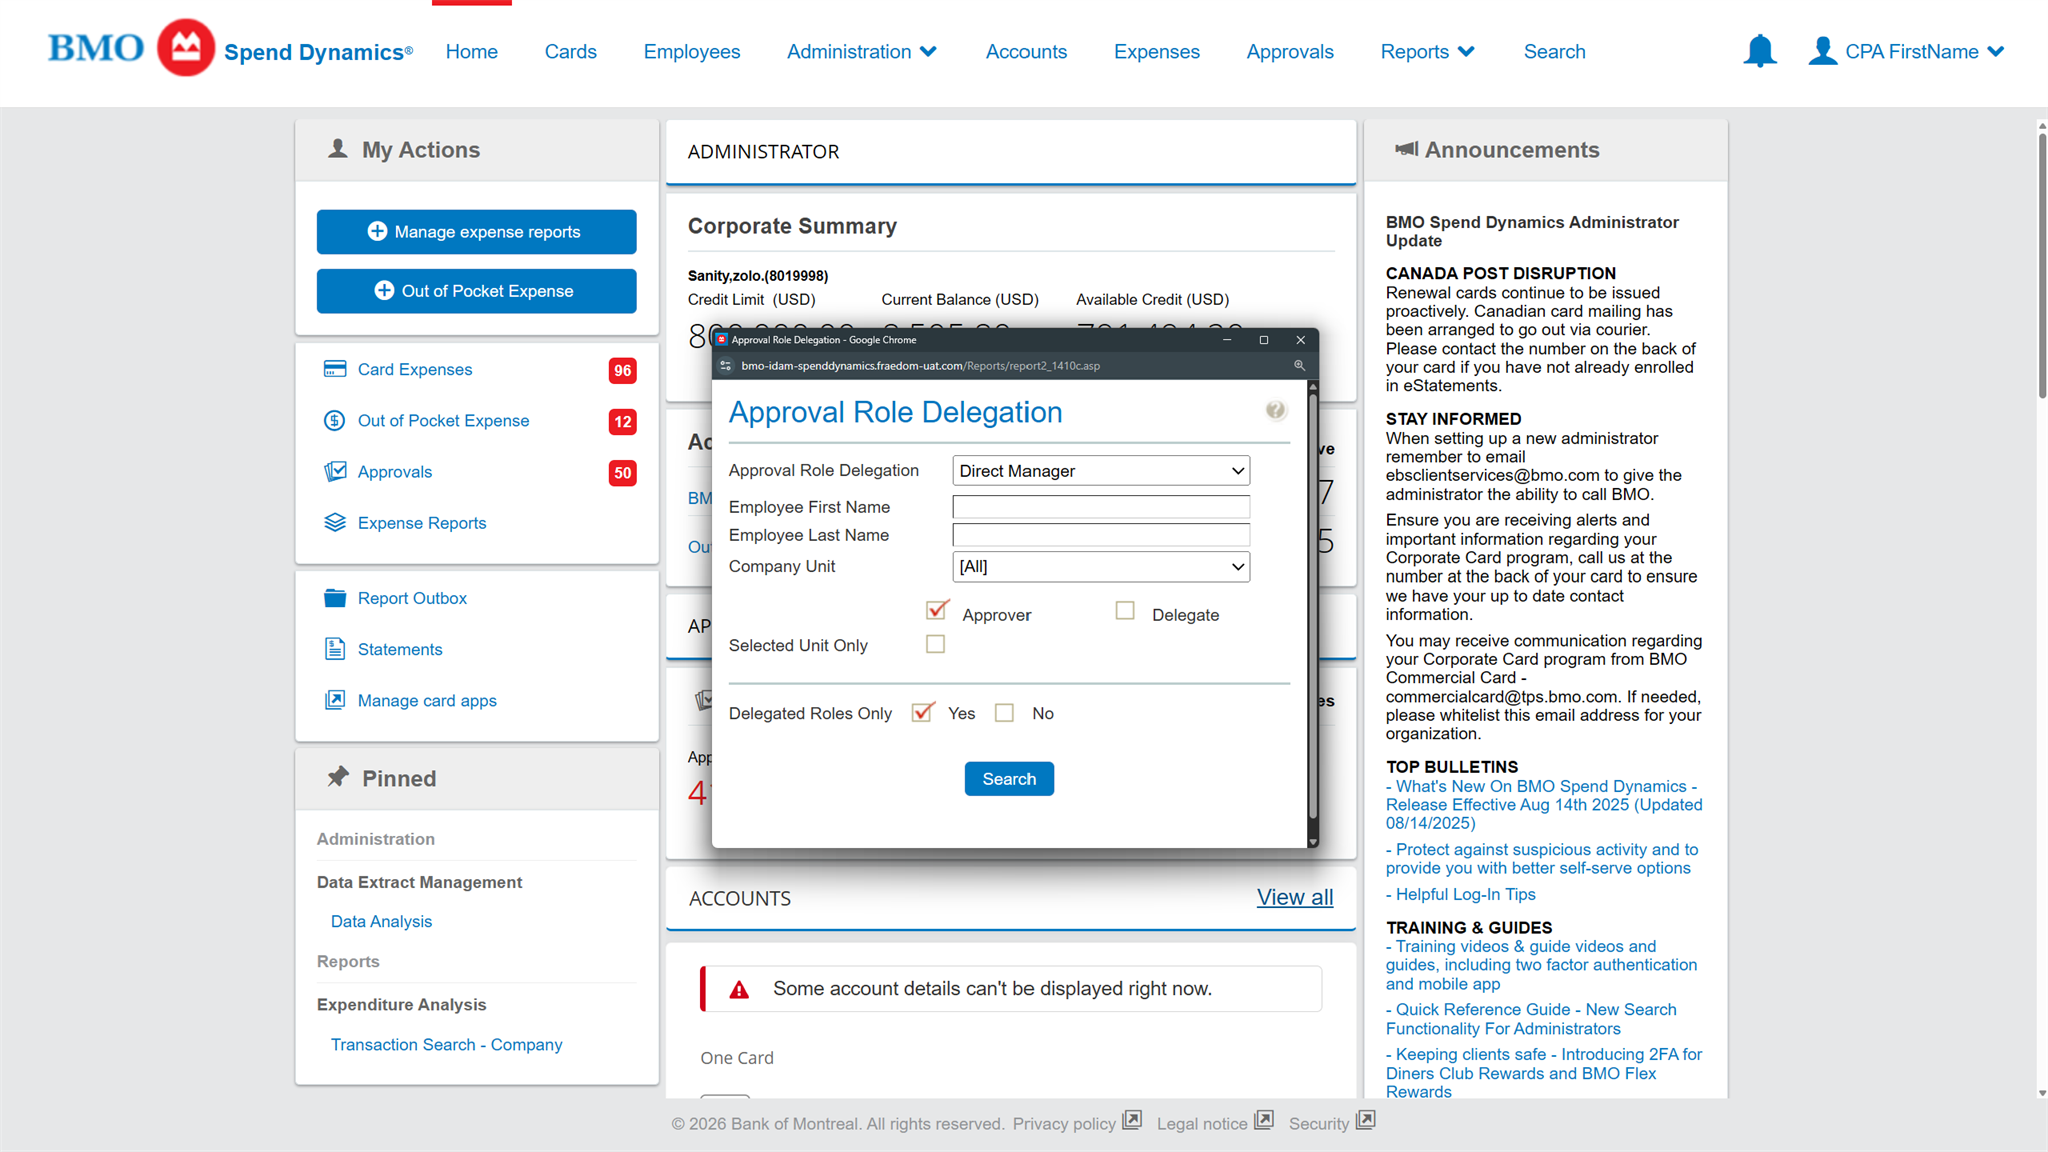 BMO Spend Dynamics® Home Cards Employees Administration Accounts Expenses Approvals Reports Search CPA FirstName
My Actions
Manage expense reports
Out of Pocket Expense
Card Expenses 96
Out of Pocket Expense 12
Approvals 50
Expense Reports
Report Outbox
Statements
Manage card apps
Pinned
Administration
Data Extract Management
Data Analysis
Reports
Expenditure Analysis
Transaction Search - Company
ADMINISTRATOR
Corporate Summary
Sanity,zolo.(8019998)
Credit Limit (USD) Current Balance (USD) Available Credit (USD)
Approval Role Delegation - Google Chrome
bmo-idam-spenddynamics.fraedom-uat.com/Reports/report2_1410c.asp
Approval Role Delegation
Approval Role Delegation Direct Manager
Employee First Name
Employee Last Name
Company Unit [All]
Approver Delegate
Selected Unit Only
Delegated Roles Only Yes No
Search
ACCOUNTS View all
Some account details can't be displayed right now.
One Card
Announcements
BMO Spend Dynamics Administrator
Update
CANADA POST DISRUPTION
Renewal cards continue to be issued
proactively. Canadian card mailing has
been arranged to go out via courier.
Please contact the number on the back of
your card if you have not already enrolled
in eStatements.
STAY INFORMED
When setting up a new administrator
remember to email
ebsclientservices@bmo.com to give the
administrator the ability to call BMO.
Ensure you are receiving alerts and
important information regarding your
Corporate Card program, call us at the
number at the back of your card to ensure
we have your up to date contact
information.
You may receive communication regarding
your Corporate Card program from BMO
Commercial Card -
commercialcard@tps.bmo.com. If needed,
please whitelist this email address for your
organization.
TOP BULLETINS
- What's New On BMO Spend Dynamics -
Release Effective Aug 14th 2025 (Updated
08/14/2025)
- Protect against suspicious activity and to
provide you with better self-serve options
- Helpful Log-In Tips
TRAINING & GUIDES
- Training videos & guide videos and
guides, including two factor authentication
and mobile app
- Quick Reference Guide - New Search
Functionality For Administrators
- Keeping clients safe - Introducing 2FA for
Diners Club Rewards and BMO Flex
Rewards
© 2026 Bank of Montreal. All rights reserved. Privacy policy Legal notice Security